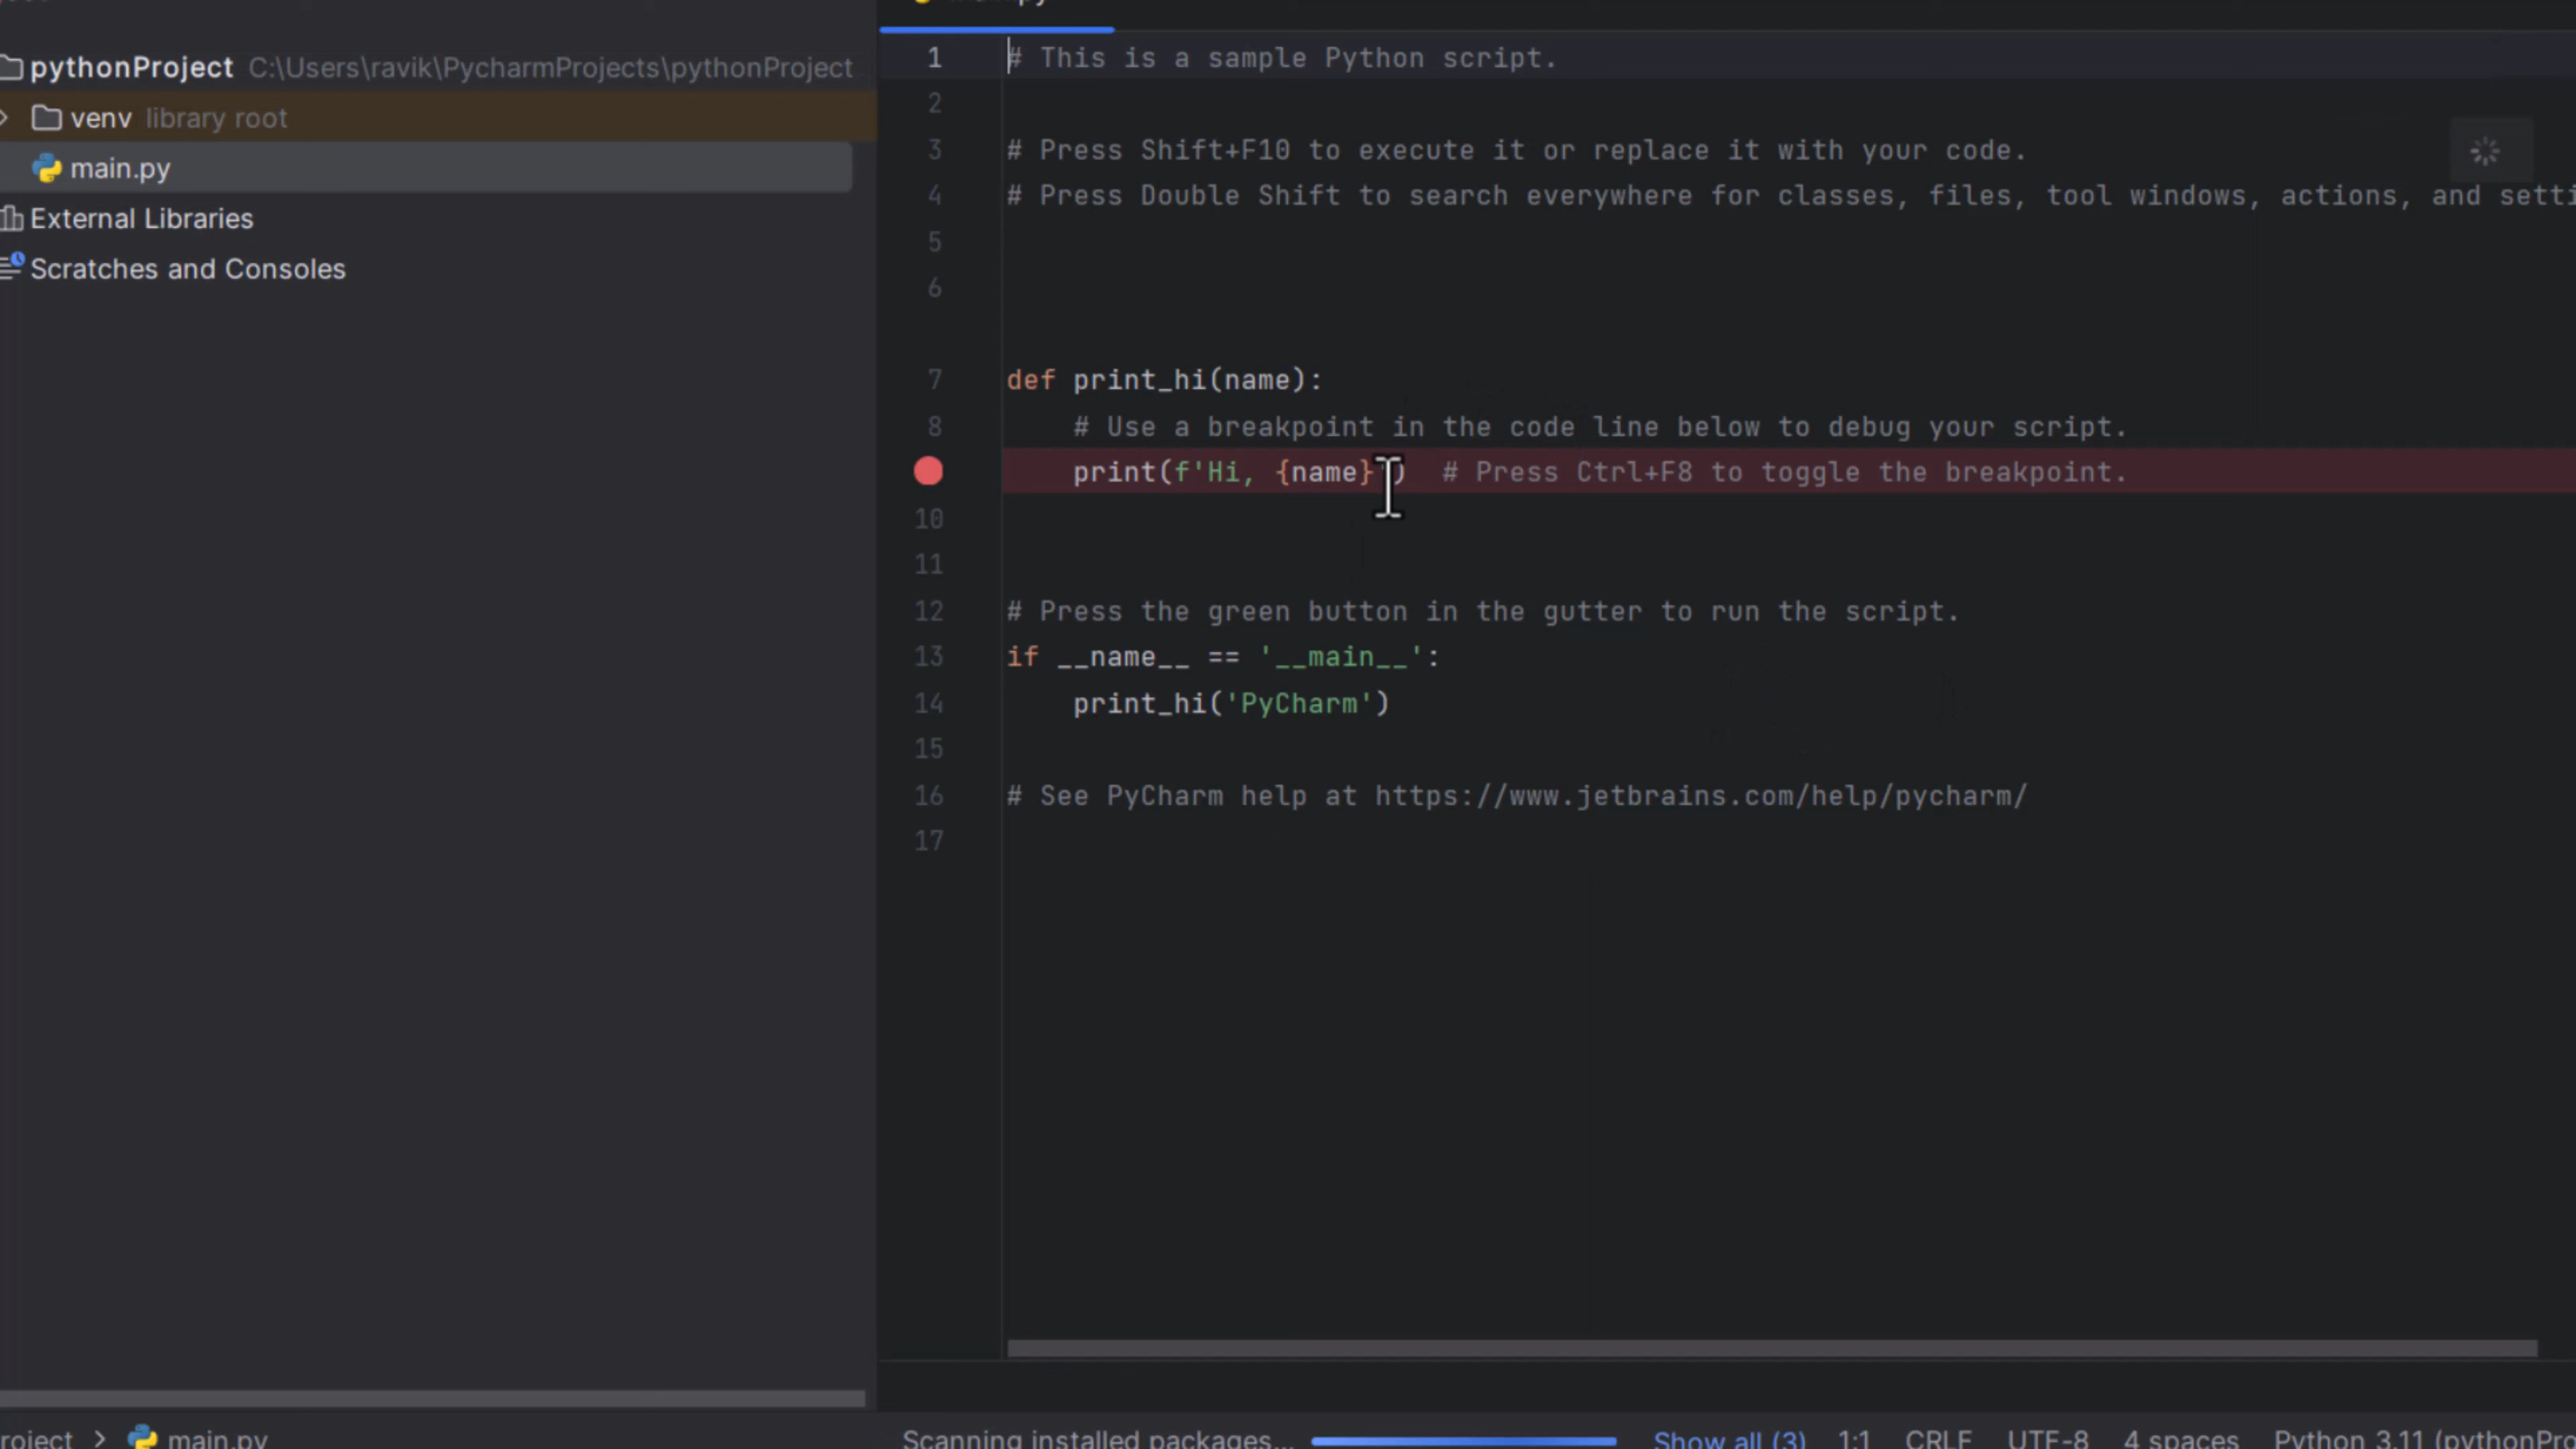 pythonProject C:\Users\ravik\PycharmProjects\pythonProject
venv library root
main.py
External Libraries
Scratches and Consoles
1 # This is a sample Python script.
2
3 # Press Shift+F10 to execute it or replace it with your code.
4 # Press Double Shift to search everywhere for classes, files, tool windows, actions, and setti
5
6
7 def print_hi(name):
8 # Use a breakpoint in the code line below to debug your script.
print(f'Hi, {name}') # Press Ctrl+F8 to toggle the breakpoint.
10
11
12 # Press the green button in the gutter to run the script.
13 if __name__ == '__main__':
14 print_hi('PyCharm')
15
16 # See PyCharm help at https://www.jetbrains.com/help/pycharm/
17
roject > main.py Scanning installed packages... Show all (3) 1:1 CRLF UTF-8 4 spaces Python 3.11 (pythonPro